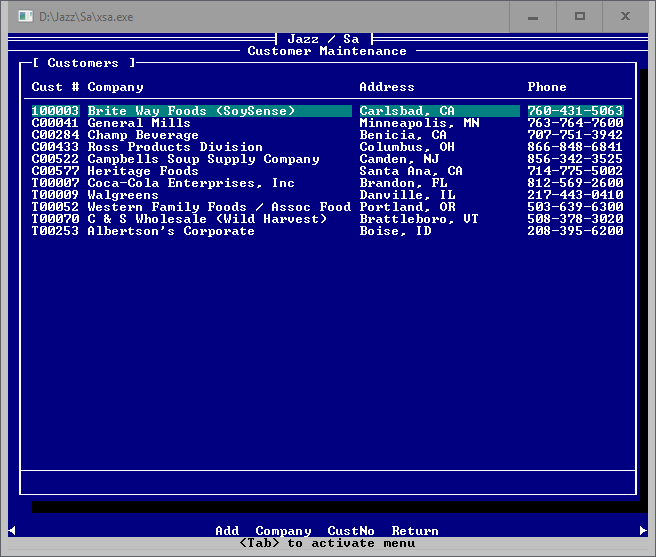 D:\Jazz\Sa\xsa.exe
Jazz / Sa
Customer Maintenance
[ Customers ]
Cust # Company Address Phone
100003 Brite Way Foods (SoySense) Carlsbad, CA 760-431-5063
C00041 General Mills Minneapolis, MN 763-764-7600
C00284 Champ Beverage Benicia, CA 707-751-3942
C00433 Ross Products Division Columbus, OH 866-848-6841
C00522 Campbells Soup Supply Company Camden, NJ 856-342-3525
C00577 Heritage Foods Santa Ana, CA 714-775-5002
T00007 Coca-Cola Enterprises, Inc Brandon, FL 812-569-2600
T00009 Walgreens Danville, IL 217-443-0410
T00052 Western Family Foods / Assoc Food Portland, OR 503-639-6300
T00070 C & S Wholesale (Wild Harvest) Brattleboro, VT 508-378-3020
T00253 Albertson's Corporate Boise, ID 208-395-6200
Add Company CustNo Return
<Tab> to activate menu